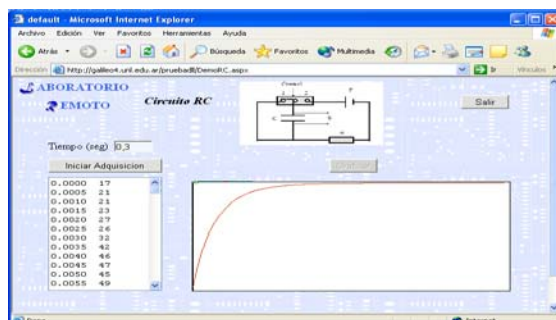 default - Microsoft Internet Explorer
Archivo Edición Ver Favoritos Herramientas Ayuda
Atrás Búsqueda Favoritos Multimedia
Dirección http://galileo4.unl.edu.ar/pruebadll/DemoRC.aspx Ir Vínculos
LABORATORIO
REMOTO
Circuito RC
Salir
Tiempo (seg) 0,3
Iniciar Adquisicion
0.0000 17
0.0005 21
0.0010 21
0.0015 23
0.0020 27
0.0025 26
0.0030 32
0.0035 42
0.0040 46
0.0045 47
0.0050 45
0.0055 49
Internet